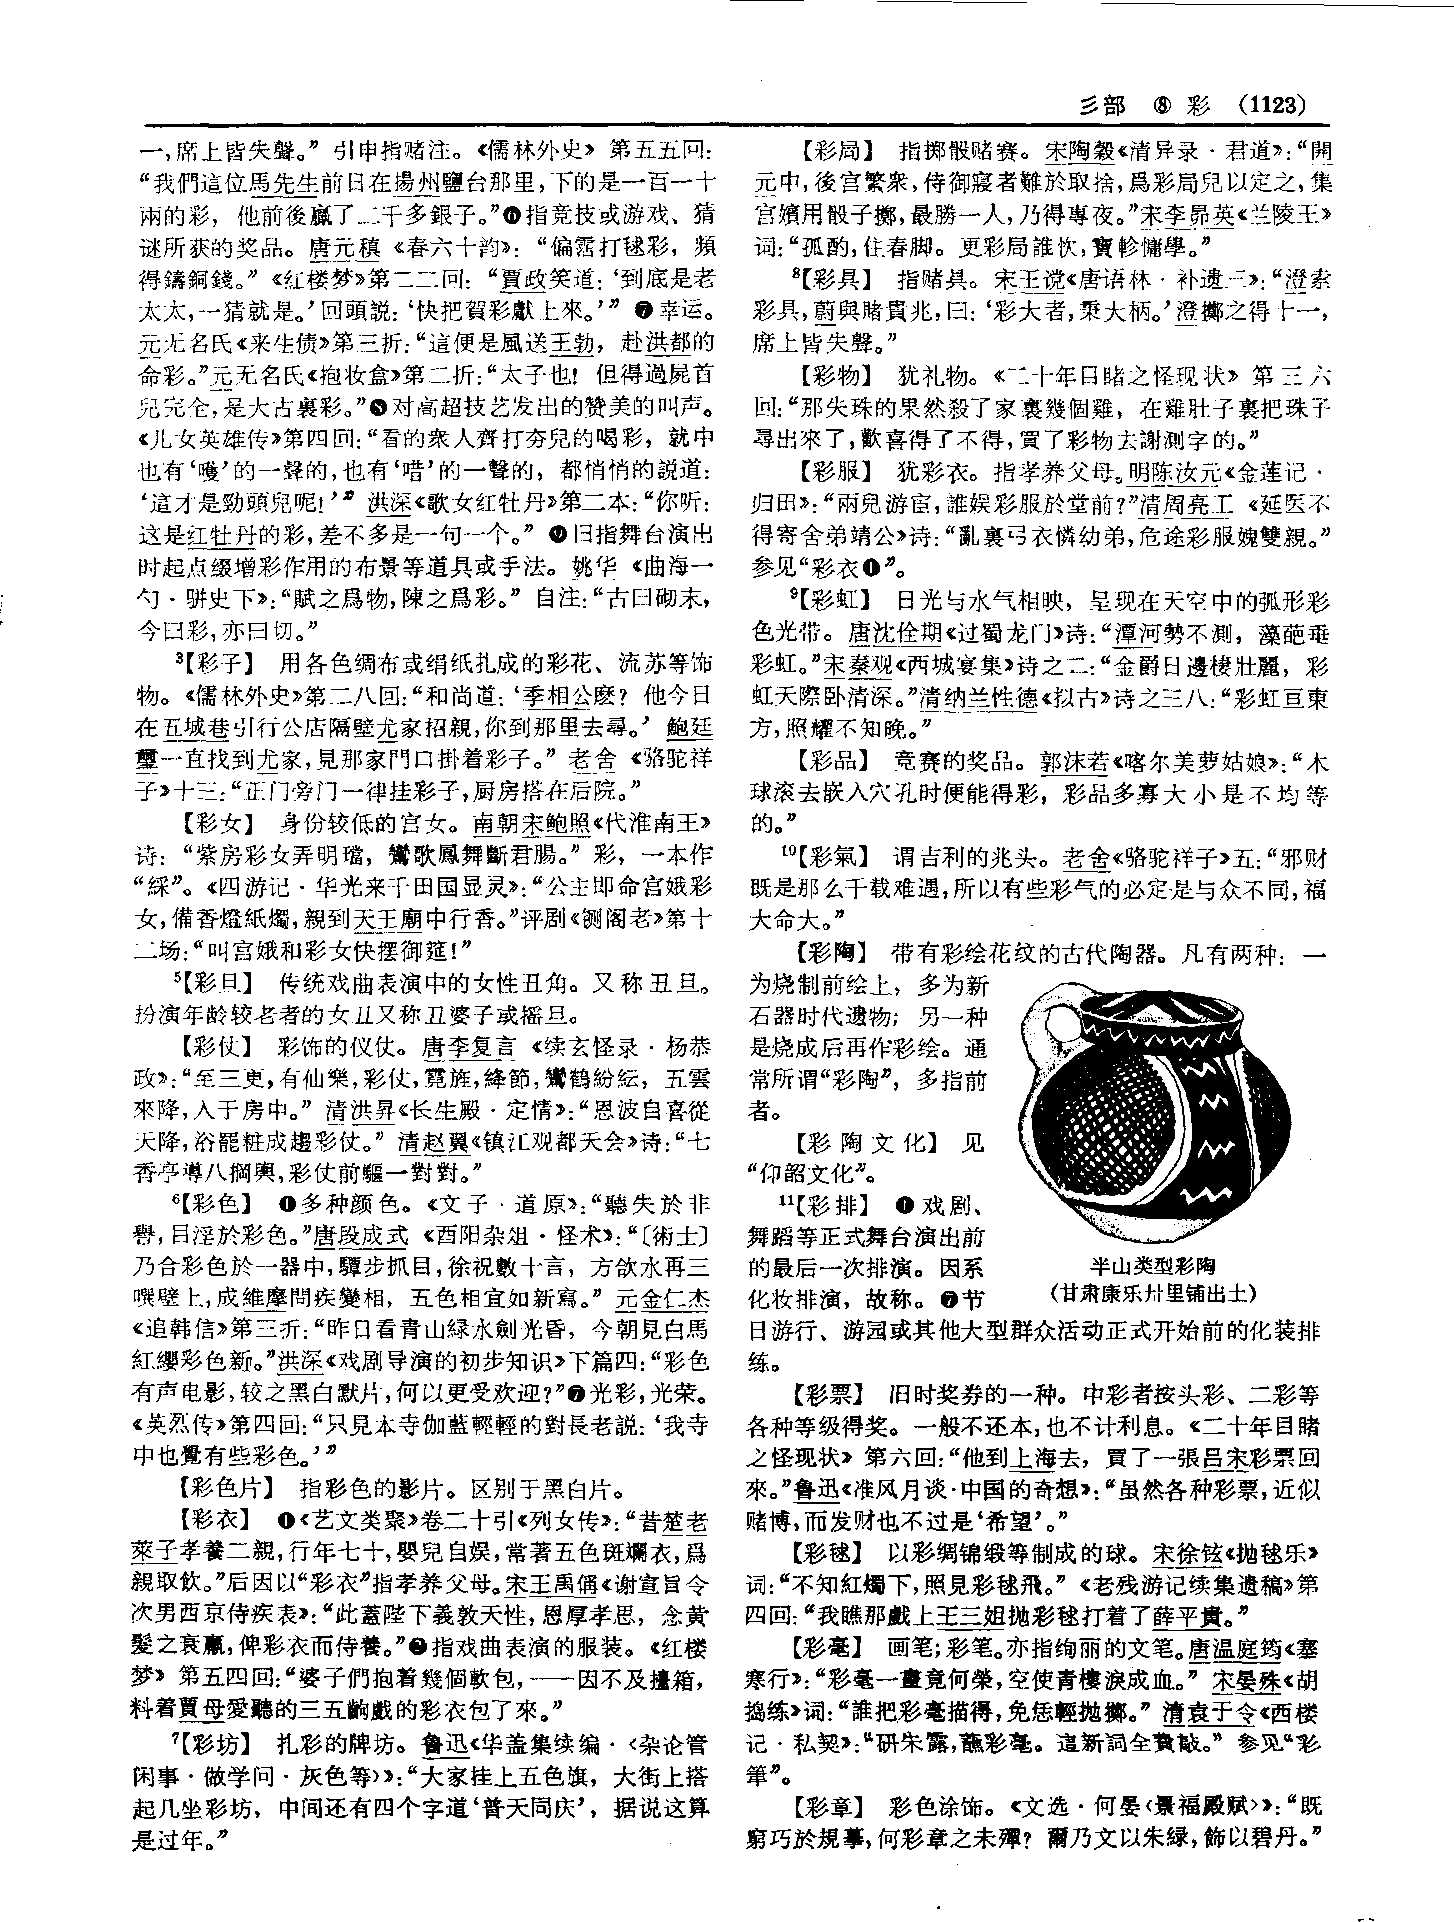 彡部　⑧　彩　(1123)
一，席上皆失聲。”引申指赌注。《儒林外史》第五五回：
“我們這位馬先生前日在揚州鹽台那里，下的是一百一十
兩的彩，他前後贏了二千多銀子。”❻指竞技或游戏、猜
谜所获的奖品。唐元稹《春六十韵》：“偏霑打毬彩，頻
得鑄銅錢。”《红楼梦》第二二回：“賈政笑道：‘到底是老
太太，一猜就是。’回頭説：‘快把賀彩獻上來。’”❼幸运。
元无名氏《来生债》第三折：“這便是風送王勃，赴洪都的
命彩。”元无名氏《抱妆盒》第二折：“太子也！但得過屍首
兒完全，是大古裏彩。”❽对高超技艺发出的赞美的叫声。
《儿女英雄传》第四回：“看的衆人齊打夯兒的喝彩，就中
也有‘嚄’的一聲的，也有‘唶’的一聲的，都悄悄的説道：
‘這才是勁頭兒呢！’”洪深《歌女红牡丹》第二本：“你听：
这是红牡丹的彩，差不多是一句一个。”❾旧指舞台演出
时起点缀增彩作用的布景等道具或手法。姚华《曲海一
勺·骈史下》：“賦之爲物，陳之爲彩。”自注：“古曰砌末，
今曰彩，亦曰切。”
³【彩子】　用各色绸布或绢纸扎成的彩花、流苏等饰
物。《儒林外史》第二八回：“和尚道：‘季相公麽？他今日
在五城巷引行公店隔壁尤家招親，你到那里去尋。’鮑廷
璽一直找到尤家，見那家門口掛着彩子。”老舍《骆驼祥
子》十三：“正门旁门一律挂彩子，厨房搭在后院。”
【彩女】　身份较低的宫女。南朝宋鲍照《代淮南王》
诗：“紫房彩女弄明璫，鸞歌鳳舞斷君腸。”彩，一本作
“綵”。《四游记·华光来千田国显灵》：“公主即命宫娥彩
女，備香燈紙燭，親到天王廟中行香。”评剧《铡阁老》第十
二场：“叫宫娥和彩女快摆御筵！”
⁵【彩旦】　传统戏曲表演中的女性丑角。又称丑旦。
扮演年龄较老者的女丑又称丑婆子或摇旦。
【彩仗】　彩饰的仪仗。唐李复言《续玄怪录·杨恭
政》：“至三更，有仙樂，彩仗，霓旌，絳節，鸞鶴紛紜，五雲
來降，入于房中。”清洪昇《长生殿·定情》：“恩波自喜從
天降，浴罷粧成趨彩仗。”清赵翼《镇江观都天会》诗：“七
香亭導八掆輿，彩仗前驅一對對。”
⁶【彩色】　❶多种颜色。《文子·道原》：“聽失於非
譽，目淫於彩色。”唐段成式《酉阳杂俎·怪术》：“〔術士〕
乃合彩色於一器中，驔步抓目，徐祝數十言，方欱水再三
噀壁上，成維摩問疾變相，五色相宜如新寫。”元金仁杰
《追韩信》第三折：“昨日看青山緑水劍光昏，今朝見白馬
紅纓彩色新。”洪深《戏剧导演的初步知识》下篇四：“彩色
有声电影，较之黑白默片，何以更受欢迎？”❷光彩，光荣。
《英烈传》第四回：“只見本寺伽藍輕輕的對長老説：‘我寺
中也覺有些彩色。’”
【彩色片】　指彩色的影片。区别于黑白片。
【彩衣】　❶《艺文类聚》卷二十引《列女传》：“昔楚老
萊子孝養二親，行年七十，嬰兒自娱，常著五色斑斕衣，爲
親取飲。”后因以“彩衣”指孝养父母。宋王禹偁《谢宣旨令
次男西京侍疾表》：“此蓋陛下義敦天性，恩厚孝思，念黄
髮之衰羸，俾彩衣而侍養。”❷指戏曲表演的服装。《红楼
梦》第五四回：“婆子們抱着幾個軟包，——因不及擡箱，
料着賈母愛聽的三五齣戲的彩衣包了來。”
⁷【彩坊】　扎彩的牌坊。鲁迅《华盖集续编·〈杂论管
闲事·做学问·灰色等〉》：“大家挂上五色旗，大街上搭
起几坐彩坊，中间还有四个字道‘普天同庆’，据说这算
是过年。”
【彩局】　指掷骰赌赛。宋陶穀《清异录·君道》：“開
元中，後宫繁衆，侍御寢者難於取捨，爲彩局兒以定之，集
宫嬪用骰子擲，最勝一人，乃得專夜。”宋李昴英《兰陵王》
词：“孤酌，住春脚。更彩局誰忺，寶軫慵學。”
⁸【彩具】　指赌具。宋王谠《唐语林·补遗三》：“澄索
彩具，蔚與賭貴兆，曰：‘彩大者，秉大柄。’澄擲之得十一，
席上皆失聲。”
【彩物】　犹礼物。《二十年目睹之怪现状》第三六
回：“那失珠的果然殺了家裏幾個雞，在雞肚子裏把珠子
尋出來了，歡喜得了不得，買了彩物去謝測字的。”
【彩服】　犹彩衣。指孝养父母。明陈汝元《金莲记·
归田》：“兩兒游宦，誰娱彩服於堂前？”清周亮工《延医不
得寄舍弟靖公》诗：“亂裏弓衣憐幼弟，危途彩服媿雙親。”
参见“彩衣❶”。
⁹【彩虹】　日光与水气相映，呈现在天空中的弧形彩
色光带。唐沈佺期《过蜀龙门》诗：“潭河勢不測，藻葩垂
彩虹。”宋秦观《西城宴集》诗之二：“金爵日邊棲壯麗，彩
虹天際卧清深。”清纳兰性德《拟古》诗之三八：“彩虹亘東
方，照耀不知晚。”
【彩品】　竞赛的奖品。郭沫若《喀尔美萝姑娘》：“木
球滚去嵌入穴孔时便能得彩，彩品多寡大小是不均等
的。”
¹⁰【彩氣】　谓吉利的兆头。老舍《骆驼祥子》五：“邪财
既是那么千载难遇，所以有些彩气的必定是与众不同，福
大命大。”
【彩陶】　带有彩绘花纹的古代陶器。凡有两种：一
为烧制前绘上，多为新
石器时代遗物；另一种
是烧成后再作彩绘。通
常所谓“彩陶”，多指前
者。
【彩陶文化】　见
“仰韶文化”。
¹¹【彩排】　❶戏剧、
舞蹈等正式舞台演出前
的最后一次排演。因系
化妆排演，故称。❷节
日游行、游园或其他大型群众活动正式开始前的化装排
练。
半山类型彩陶
（甘肃康乐圤里铺出土）
【彩票】　旧时奖券的一种。中彩者按头彩、二彩等
各种等级得奖。一般不还本，也不计利息。《二十年目睹
之怪现状》第六回：“他到上海去，買了一張吕宋彩票回
來。”鲁迅《准风月谈·中国的奇想》：“虽然各种彩票，近似
赌博，而发财也不过是‘希望’。”
【彩毬】　以彩绸锦缎等制成的球。宋徐铉《抛毬乐》
词：“不知紅燭下，照見彩毬飛。”《老残游记续集遗稿》第
四回：“我瞧那戲上王三姐抛彩毬打着了薛平貴。”
【彩毫】　画笔；彩笔。亦指绚丽的文笔。唐温庭筠《塞
寒行》：“彩毫一畫竟何榮，空使青樓淚成血。”宋晏殊《胡
捣练》词：“誰把彩毫描得，免恁輕抛擲。”清袁于令《西楼
记·私契》：“研朱露，蘸彩毫。這新詞全費敲。”参见“彩
筆”。
【彩章】　彩色涂饰。《文选·何晏〈景福殿赋〉》：“既
窮巧於規摹，何彩章之未殫？爾乃文以朱緑，飾以碧丹。”